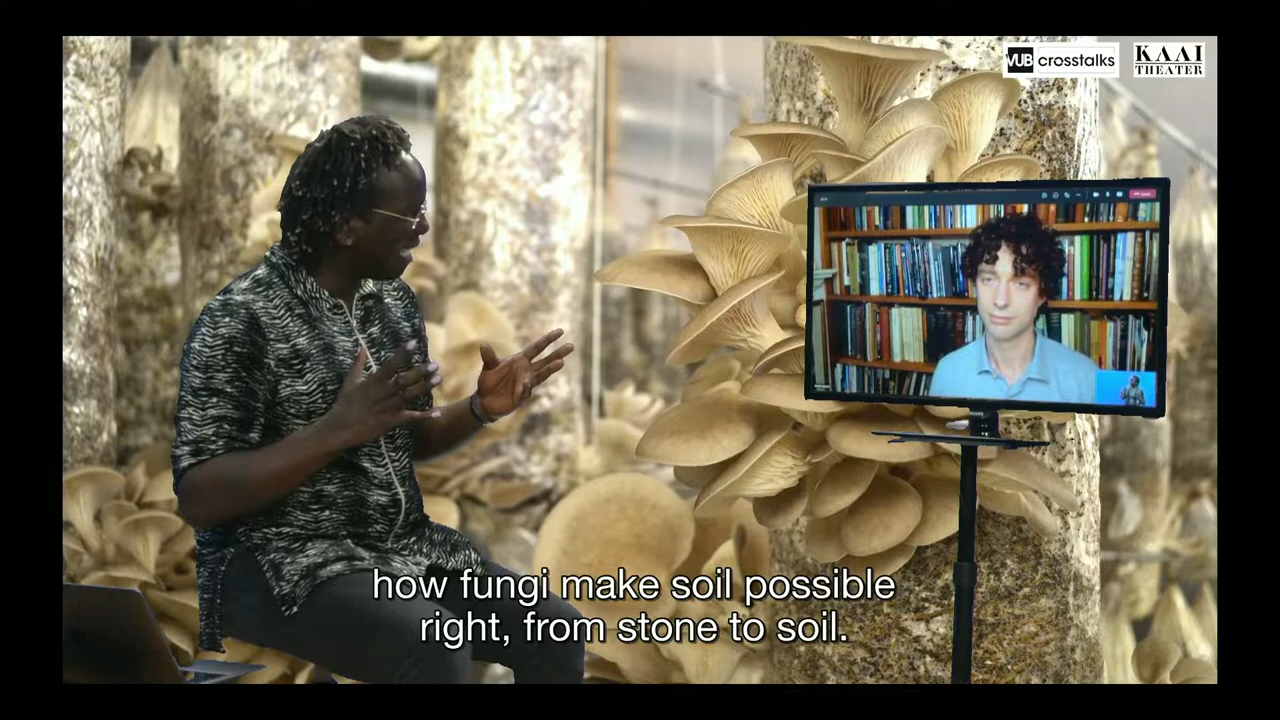 VUB crosstalks
KAAI
THEATER
how fungi make soil possible
right, from stone to soil.